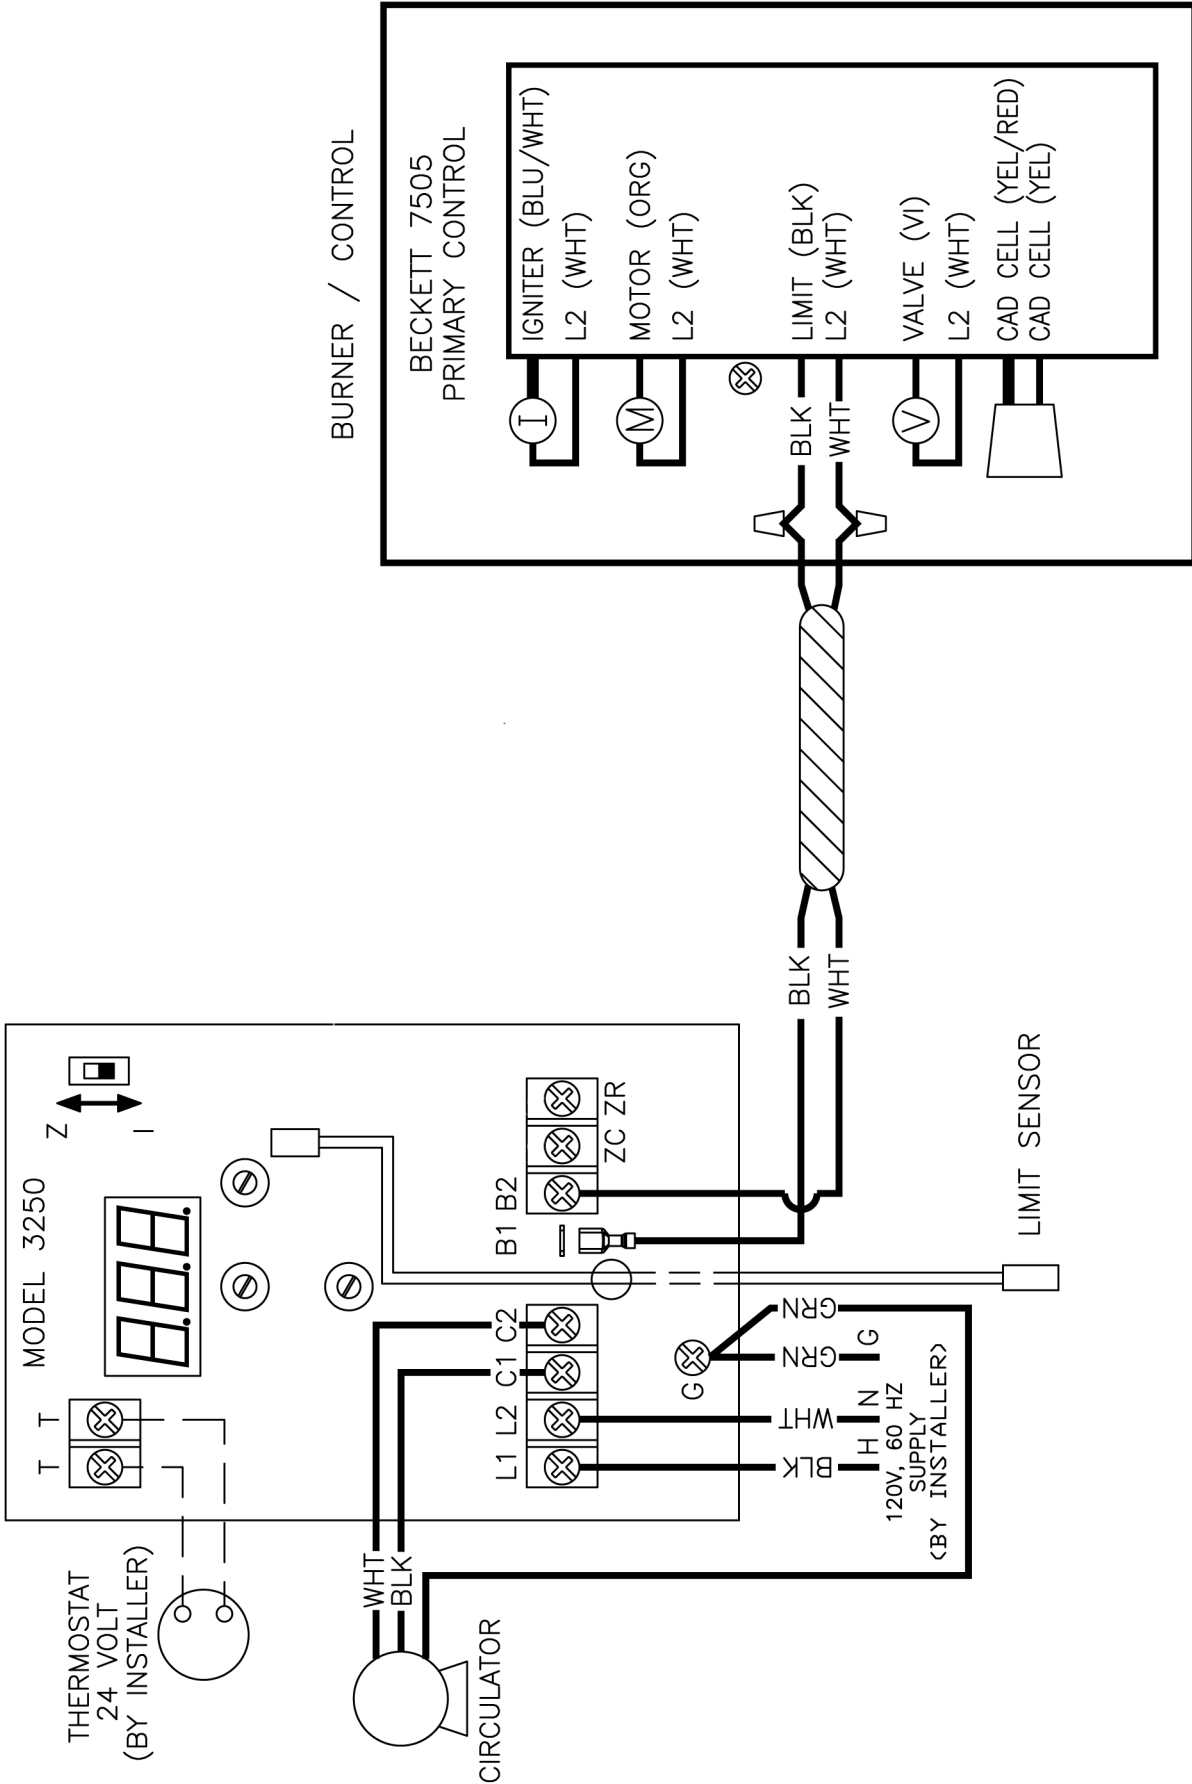 THERMOSTAT
24 VOLT
(BY INSTALLER)
T
T
MODEL 3250
Z
I
WHT
BLK
CIRCULATOR
L1
L2
C1
C2
B1
B2
ZC
ZR
G
BLK
WHT
GRN
GRN
H
N
G
120V, 60 HZ
SUPPLY
(BY INSTALLER)
LIMIT SENSOR
BLK
WHT
BURNER / CONTROL
BECKETT 7505
PRIMARY CONTROL
I
M
BLK
WHT
V
IGNITER (BLU/WHT)
L2 (WHT)
MOTOR (ORG)
L2 (WHT)
LIMIT (BLK)
L2 (WHT)
VALVE (VI)
L2 (WHT)
CAD CELL (YEL/RED)
CAD CELL (YEL)